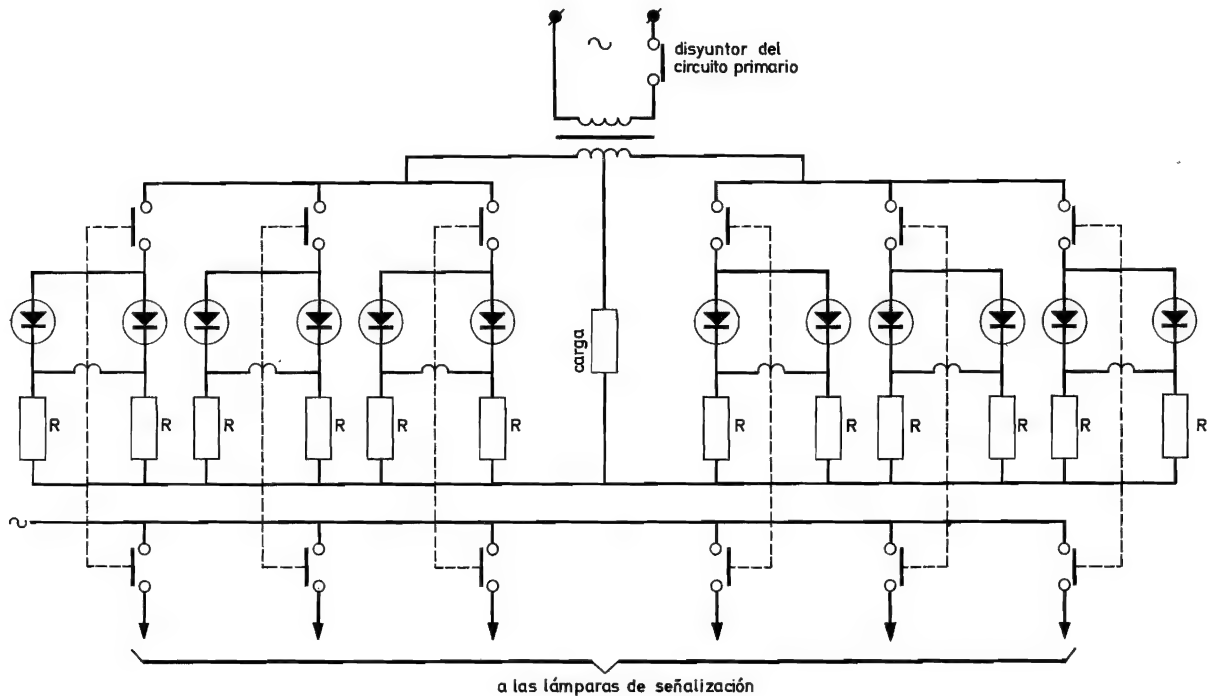 disyuntor del
circuito primario
carga
R R R R R R R R R R R R
a las lámparas de señalización